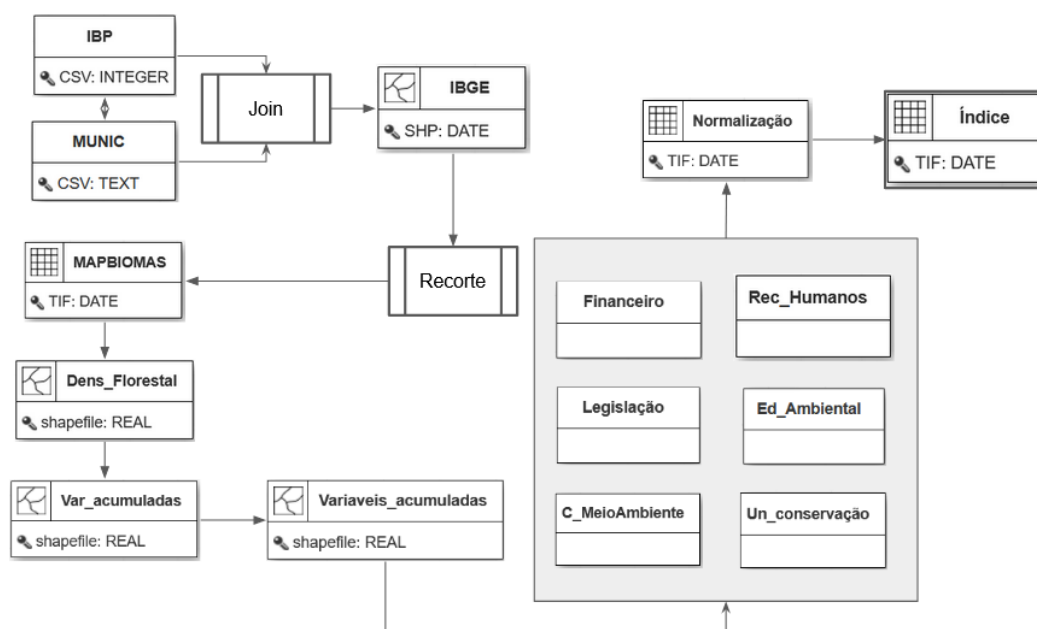 IBP
CSV: INTEGER
MUNIC
CSV: TEXT
Join
IBGE
SHP: DATE
Recorte
MAPBIOMAS
TIF: DATE
Dens_Florestal
shapefile: REAL
Var_acumuladas
shapefile: REAL
Variaveis_acumuladas
shapefile: REAL
Financeiro
Rec_Humanos
Legislação
Ed_Ambiental
C_MeioAmbiente
Un_conservação
Normalização
TIF: DATE
Índice
TIF: DATE